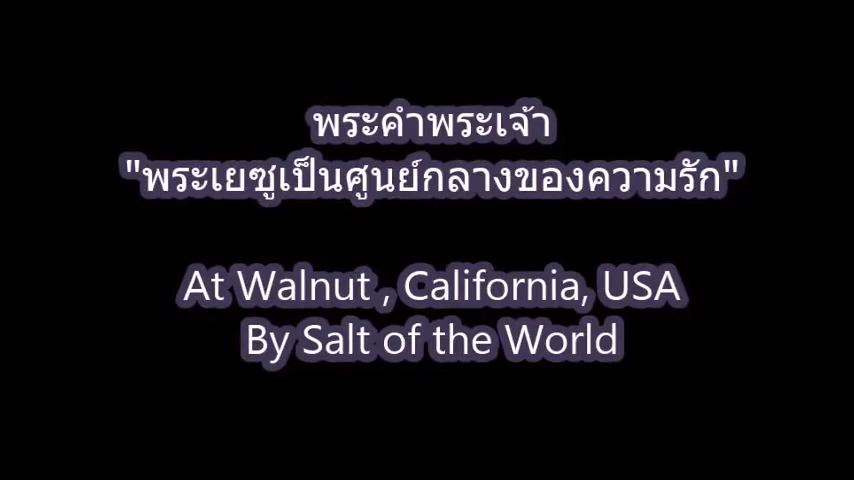 พระคำพระเจ้า
"พระเยซูเป็นศูนย์กลางของความรัก"
At Walnut , California, USA
By Salt of the World